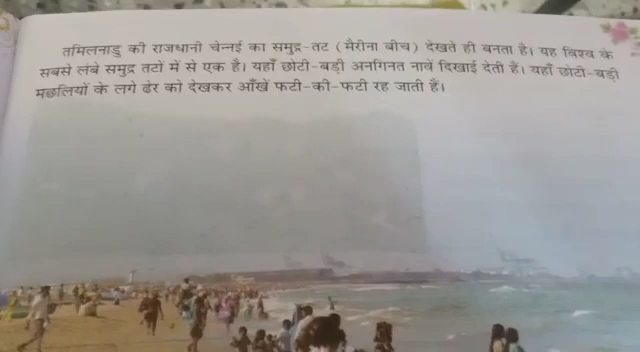 तमिलनाडु की राजधानी चेन्नई का समुद्र-तट (मैरीना बीच) देखते ही बनता है। यह विश्व के
सबसे लंबे समुद्र तटों में से एक है। यहाँ छोटी-बड़ी अनगिनत नावें दिखाई देती हैं। यहाँ छोटी-बड़ी
मछलियों के लगे ढेर को देखकर आँखें फटी-की-फटी रह जाती हैं।